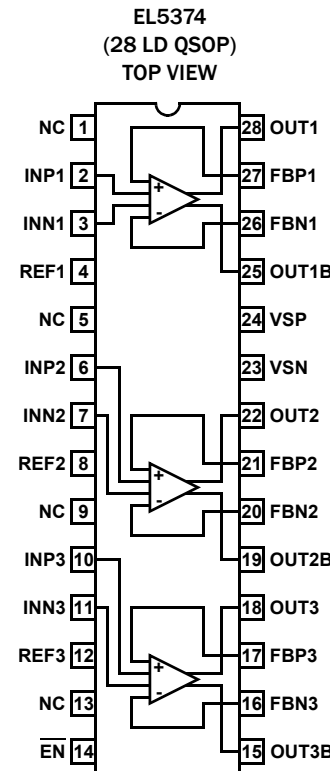 EL5374
(28 LD QSOP)
TOP VIEW
NC 1 28 OUT1
INP1 2 + 27 FBP1
INN1 3 - 26 FBN1
REF1 4 25 OUT1B
NC 5 24 VSP
INP2 6 23 VSN
INN2 7 22 OUT2
REF2 8 + 21 FBP2
NC 9 - 20 FBN2
INP3 10 19 OUT2B
INN3 11 18 OUT3
REF3 12 + 17 FBP3
NC 13 - 16 FBN3
EN 14 15 OUT3B